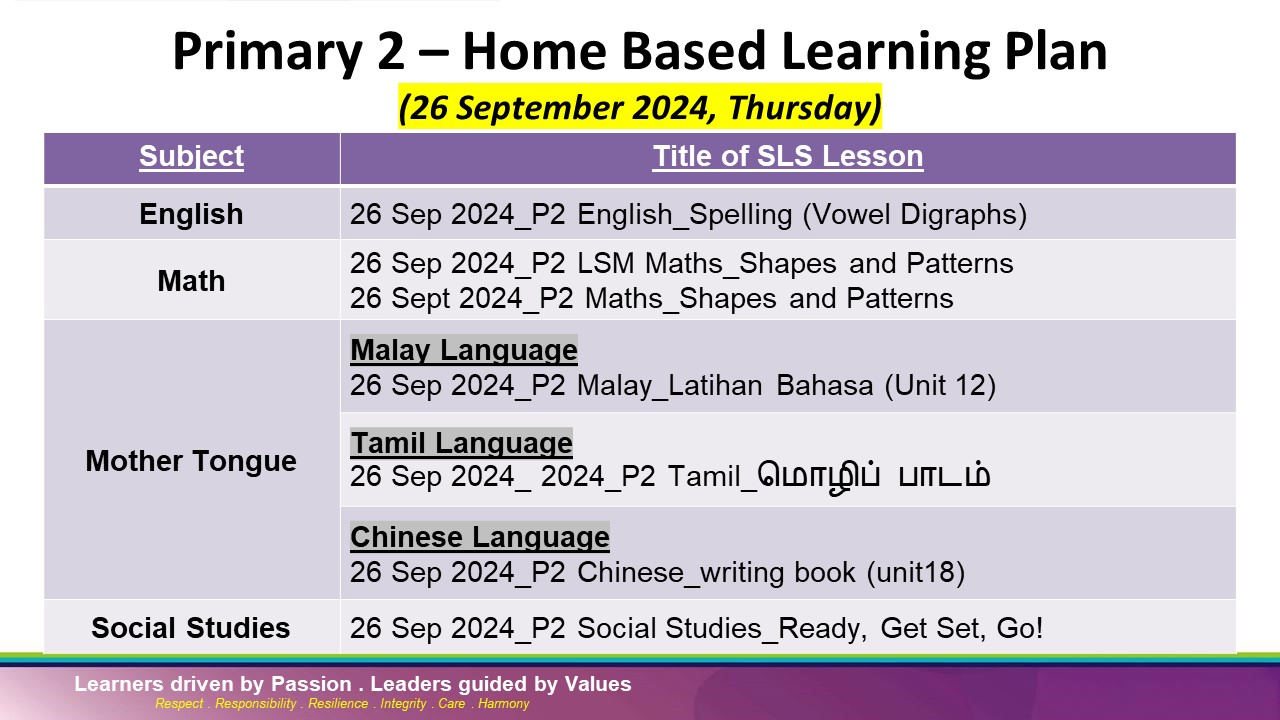 Primary 2 – Home Based Learning Plan
(26 September 2024, Thursday)
Subject
Title of SLS Lesson
English
26 Sep 2024_P2 English_Spelling (Vowel Digraphs)
Math
26 Sep 2024_P2 LSM Maths_Shapes and Patterns
26 Sept 2024_P2 Maths_Shapes and Patterns
Mother Tongue
Malay Language
26 Sep 2024_P2 Malay_Latihan Bahasa (Unit 12)
Tamil Language
26 Sep 2024_ 2024_P2 Tamil_மொழிப் பாடம்
Chinese Language
26 Sep 2024_P2 Chinese_writing book (unit18)
Social Studies
26 Sep 2024_P2 Social Studies_Ready, Get Set, Go!
Learners driven by Passion . Leaders guided by Values
Respect . Responsibility . Resilience . Integrity . Care . Harmony